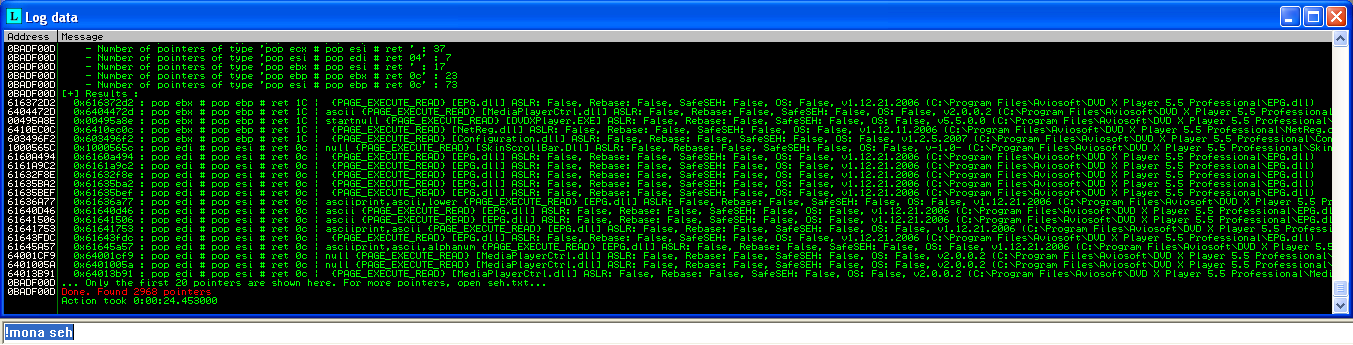 Log data
Address Message
0BADF00D - Number of pointers of type 'pop ecx # pop esi # ret ' : 37
0BADF00D - Number of pointers of type 'pop esi # pop edi # ret 04' : 7
0BADF00D - Number of pointers of type 'pop ebp # pop esi # ret ' : 17
0BADF00D - Number of pointers of type 'pop ebp # pop ebx # ret 0c' : 23
0BADF00D - Number of pointers of type 'pop esi # pop ebp # ret 0c' : 73
0BADF00D [+] Results :
616372D2 0x616372d2 : pop ebx # pop ebp # ret 1C | {PAGE_EXECUTE_READ} [EPG.dll] ASLR: False, Rebase: False, SafeSEH: False, OS: False, v1.12.21.2006 (C:\Program Files\Aviosoft\DVD X Player 5.5 Professional\EPG.dll)
6404472D 0x6404472d : pop ebx # pop ebp # ret 1C | ascii {PAGE_EXECUTE_READ} [MediaPlayerCtrl.dll] ASLR: False, Rebase: False, SafeSEH: False, OS: False, v2.0.0.2 (C:\Program Files\Aviosoft\DVD X Player 5.5 Professional
00495A8E 0x00495a8e : pop ebx # pop ebp # ret 1C | startnull {PAGE_EXECUTE_READ} [DVDXPlayer.EXE] ASLR: False, Rebase: False, SafeSEH: False, OS: False, v5.5.0.0 (C:\Program Files\Aviosoft\DVD X Player 5.5 Professional
6410EC0C 0x6410ec0c : pop ebx # pop ebp # ret 1C | {PAGE_EXECUTE_READ} [NetReg.dll] ASLR: False, Rebase: False, SafeSEH: False, OS: False, v1.12.11.2006 (C:\Program Files\Aviosoft\DVD X Player 5.5 Professional\NetReg.d
603496F2 0x603496f2 : pop ebx # pop ebp # ret 1C | {PAGE_EXECUTE_READ} [Configuration.dll] ASLR: False, Rebase: False, SafeSEH: False, OS: False, v1.2.5.2007 (C:\Program Files\Aviosoft\DVD X Player 5.5 Professional\Con
1000565C 0x1000565c : pop edi # pop esi # ret 0c | null {PAGE_EXECUTE_READ} [SkinScrollBar.Dll] ASLR: False, Rebase: False, SafeSEH: False, OS: False, v-1.0- (C:\Program Files\Aviosoft\DVD X Player 5.5 Professional\Skin
6160A494 0x6160a494 : pop edi # pop esi # ret 0c | {PAGE_EXECUTE_READ} [EPG.dll] ASLR: False, Rebase: False, SafeSEH: False, OS: False, v1.12.21.2006 (C:\Program Files\Aviosoft\DVD X Player 5.5 Professional\EPG.dll)
6161A9C2 0x6161a9c2 : pop edi # pop esi # ret 0c | {PAGE_EXECUTE_READ} [EPG.dll] ASLR: False, Rebase: False, SafeSEH: False, OS: False, v1.12.21.2006 (C:\Program Files\Aviosoft\DVD X Player 5.5 Professional\EPG.dll)
61632F8E 0x61632f8e : pop edi # pop esi # ret 0c | {PAGE_EXECUTE_READ} [EPG.dll] ASLR: False, Rebase: False, SafeSEH: False, OS: False, v1.12.21.2006 (C:\Program Files\Aviosoft\DVD X Player 5.5 Professional\EPG.dll)
61635BA2 0x61635ba2 : pop edi # pop esi # ret 0c | {PAGE_EXECUTE_READ} [EPG.dll] ASLR: False, Rebase: False, SafeSEH: False, OS: False, v1.12.21.2006 (C:\Program Files\Aviosoft\DVD X Player 5.5 Professional\EPG.dll)
61635BEF 0x61635bef : pop edi # pop esi # ret 0c | {PAGE_EXECUTE_READ} [EPG.dll] ASLR: False, Rebase: False, SafeSEH: False, OS: False, v1.12.21.2006 (C:\Program Files\Aviosoft\DVD X Player 5.5 Professional\EPG.dll)
61636A77 0x61636a77 : pop edi # pop esi # ret 0c | asciiprint,ascii,lower {PAGE_EXECUTE_READ} [EPG.dll] ASLR: False, Rebase: False, SafeSEH: False, OS: False, v1.12.21.2006 (C:\Program Files\Aviosoft\DVD X Player 5.5 Pro
61640D46 0x61640d46 : pop edi # pop esi # ret 0c | ascii {PAGE_EXECUTE_READ} [EPG.dll] ASLR: False, Rebase: False, SafeSEH: False, OS: False, v1.12.21.2006 (C:\Program Files\Aviosoft\DVD X Player 5.5 Professional\EPG.dl
61641506 0x61641506 : pop edi # pop esi # ret 0c | ascii {PAGE_EXECUTE_READ} [EPG.dll] ASLR: False, Rebase: False, SafeSEH: False, OS: False, v1.12.21.2006 (C:\Program Files\Aviosoft\DVD X Player 5.5 Professional\EPG.dl
61641753 0x61641753 : pop edi # pop esi # ret 0c | asciiprint,ascii {PAGE_EXECUTE_READ} [EPG.dll] ASLR: False, Rebase: False, SafeSEH: False, OS: False, v1.12.21.2006 (C:\Program Files\Aviosoft\DVD X Player 5.5 Profession
61643FDC 0x61643fdc : pop edi # pop esi # ret 0c | {PAGE_EXECUTE_READ} [EPG.dll] ASLR: False, Rebase: False, SafeSEH: False, OS: False, v1.12.21.2006 (C:\Program Files\Aviosoft\DVD X Player 5.5 Professional\EPG.dll)
61645A57 0x61645a57 : pop edi # pop esi # ret 0c | asciiprint,ascii,alphanum {PAGE_EXECUTE_READ} [EPG.dll] ASLR: False, Rebase: False, SafeSEH: False, OS: False, v1.12.21.2006 (C:\Program Files\Aviosoft\DVD X Player 5.5
64001CF9 0x64001cf9 : pop edi # pop esi # ret 0c | null {PAGE_EXECUTE_READ} [MediaPlayerCtrl.dll] ASLR: False, Rebase: False, SafeSEH: False, OS: False, v2.0.0.2 (C:\Program Files\Aviosoft\DVD X Player 5.5 Professional\
6401005A 0x6401005a : pop edi # pop esi # ret 0c | null {PAGE_EXECUTE_READ} [MediaPlayerCtrl.dll] ASLR: False, Rebase: False, SafeSEH: False, OS: False, v2.0.0.2 (C:\Program Files\Aviosoft\DVD X Player 5.5 Professional\
64013B91 0x64013b91 : pop edi # pop esi # ret 0c | {PAGE_EXECUTE_READ} [MediaPlayerCtrl.dll] ASLR: False, Rebase: False, SafeSEH: False, OS: False, v2.0.0.2 (C:\Program Files\Aviosoft\DVD X Player 5.5 Professional\Med
0BADF00D ... Only the first 20 pointers are shown here. For more pointers, open seh.txt...
0BADF00D Done. Found 2968 pointers
Action took 0:00:24.453000
!mona seh